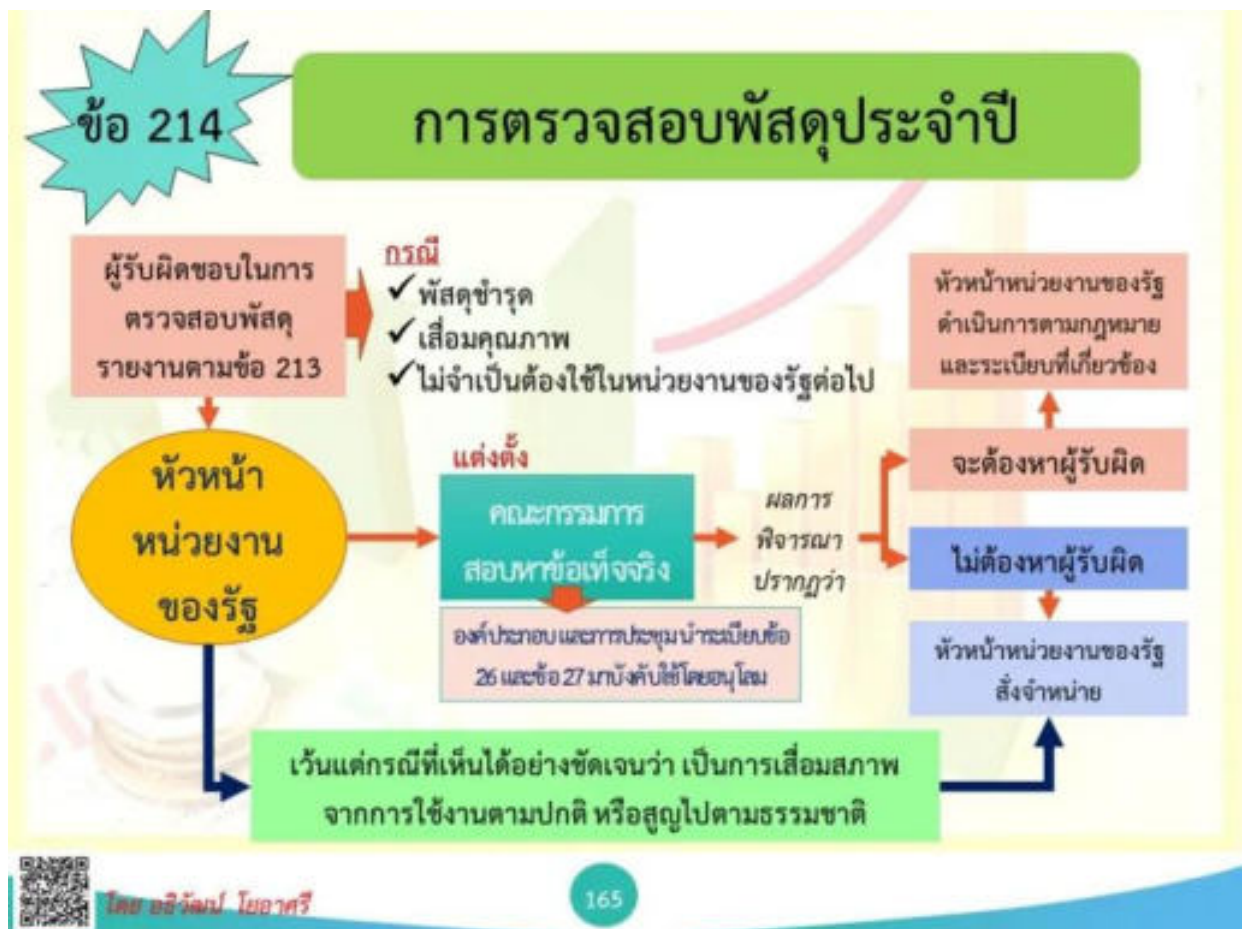 ข้อ 214
การตรวจสอบพัสดุประจำปี
ผู้รับผิดชอบในการ
ตรวจสอบพัสดุ
รายงานตามข้อ 213
กรณี
✓ พัสดุชำรุด
✓ เสื่อมคุณภาพ
✓ ไม่จำเป็นต้องใช้ในหน่วยงานของรัฐต่อไป
หัวหน้า
หน่วยงาน
ของรัฐ
แต่งตั้ง
คณะกรรมการ
สอบหาข้อเท็จจริง
องค์ประกอบ และการประชุม นำระเบียบข้อ
26 และข้อ 27 มาบังคับใช้โดยอนุโลม
ผลการ
พิจารณา
ปรากฏว่า
หัวหน้าหน่วยงานของรัฐ
ดำเนินการตามกฎหมาย
และระเบียบที่เกี่ยวข้อง
จะต้องหาผู้รับผิด
ไม่ต้องหาผู้รับผิด
หัวหน้าหน่วยงานของรัฐ
สั่งจำหน่าย
เว้นแต่กรณีที่เห็นได้อย่างชัดเจนว่า เป็นการเสื่อมสภาพ
จากการใช้งานตามปกติ หรือสูญไปตามธรรมชาติ
โดย อธิวัฒน์ โยอาศรี
165